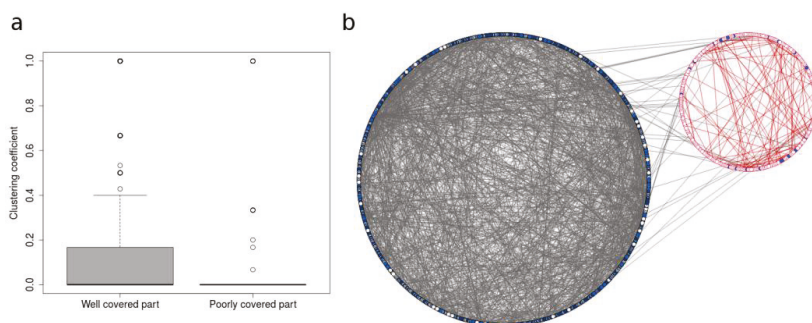 a
b
Clustering coefficient
1.0
0.8
0.6
0.4
0.2
0.0
Well covered part
Poorly covered part